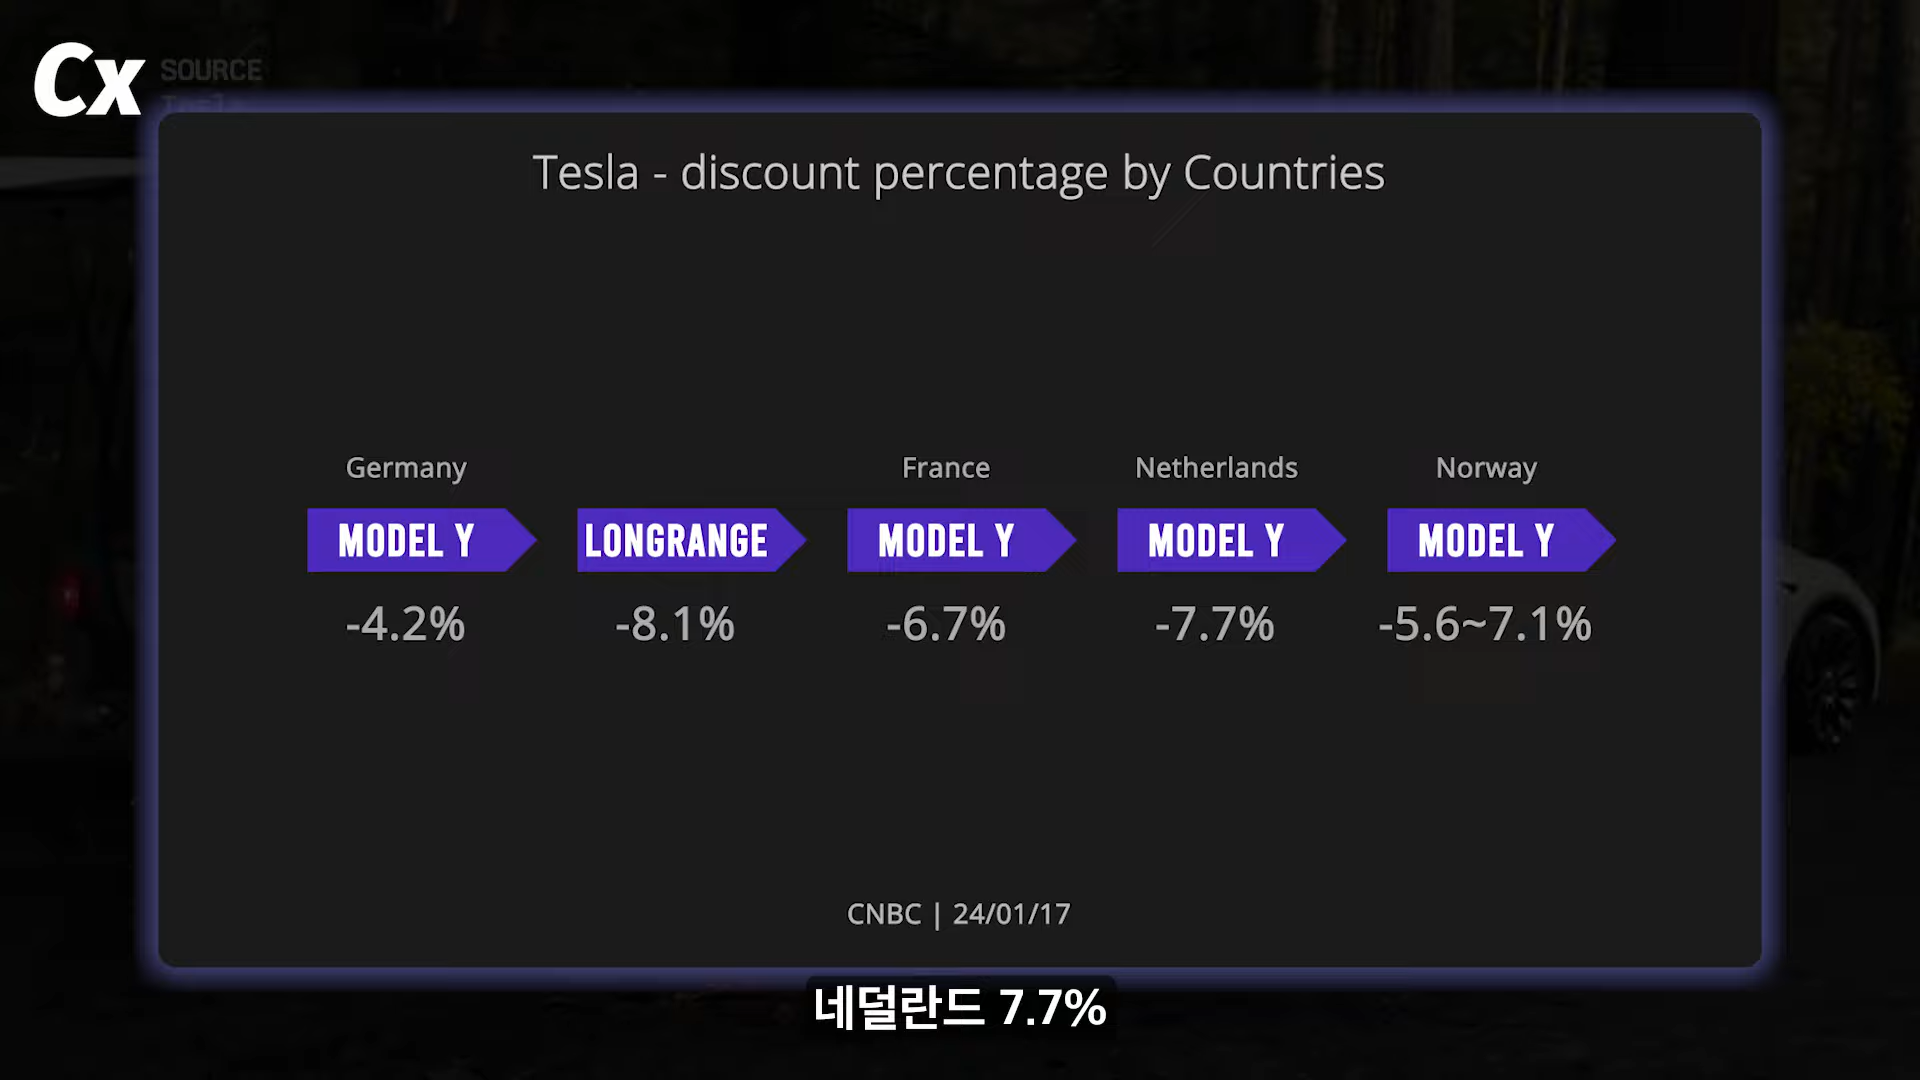 Cx
SOURCE
Tesla
Tesla - discount percentage by Countries
Germany
France
Netherlands
Norway
MODEL Y
LONGRANGE
MODEL Y
MODEL Y
MODEL Y
-4.2%
-8.1%
-6.7%
-7.7%
-5.6~7.1%
CNBC | 24/01/17
네덜란드 7.7%